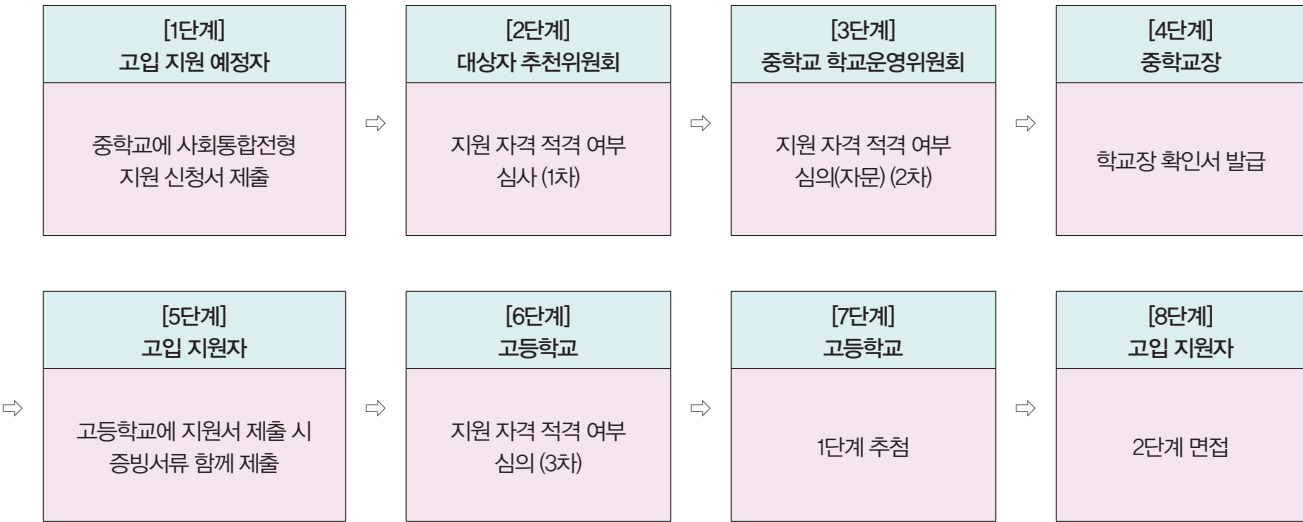 [1단계]
고입 지원 예정자
중학교에 사회통합전형
지원 신청서 제출
⇨
[2단계]
대상자 추천위원회
지원 자격 적격 여부
심사 (1차)
⇨
[3단계]
중학교 학교운영위원회
지원 자격 적격 여부
심의(자문) (2차)
⇨
[4단계]
중학교장
학교장 확인서 발급
⇨
[5단계]
고입 지원자
고등학교에 지원서 제출 시
증빙서류 함께 제출
⇨
[6단계]
고등학교
지원 자격 적격 여부
심의 (3차)
⇨
[7단계]
고등학교
1단계 추첨
⇨
[8단계]
고입 지원자
2단계 면접